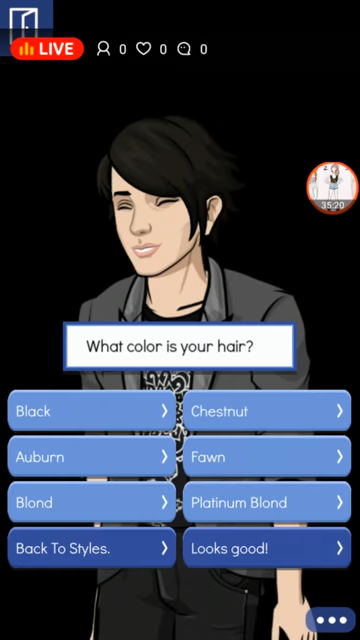 LIVE 0 0 0
35:20
What color is your hair?
Black
Chestnut
Auburn
Fawn
Blond
Platinum Blond
Back To Styles.
Looks good!